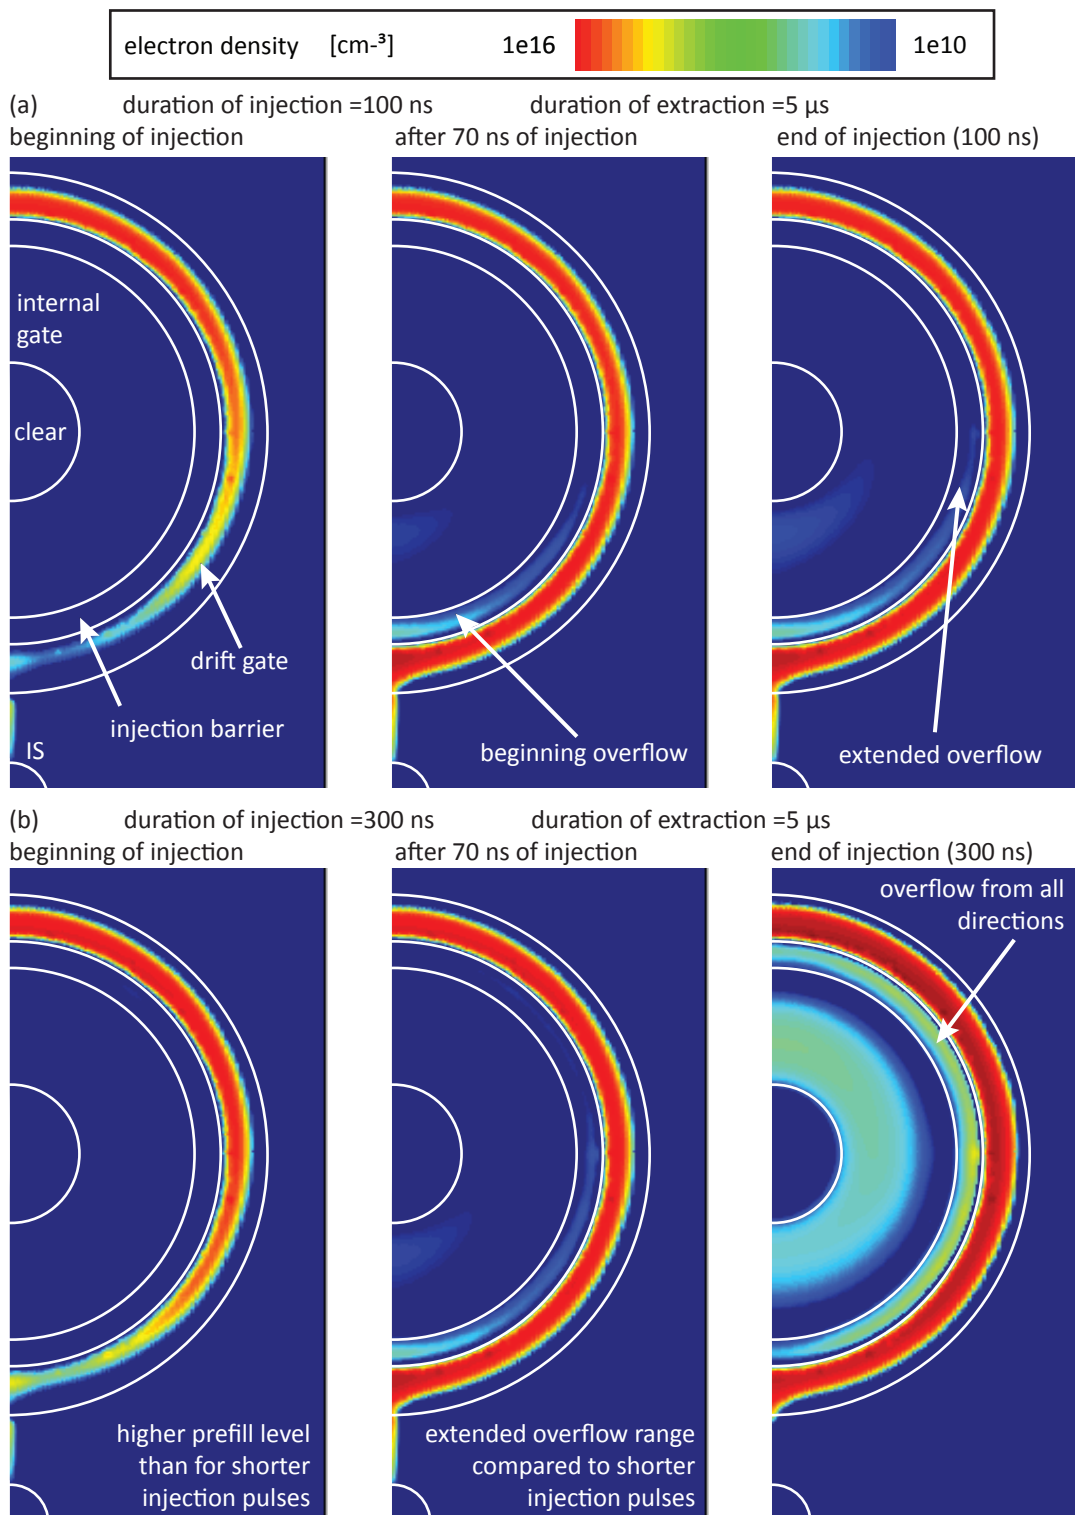 electron density [cm-³] 1e16 1e10
(a) duration of injection =100 ns duration of extraction =5 µs
beginning of injection after 70 ns of injection end of injection (100 ns)
internal
gate
clear
drift gate
injection barrier
IS
beginning overflow
extended overflow
(b) duration of injection =300 ns duration of extraction =5 µs
beginning of injection after 70 ns of injection end of injection (300 ns)
overflow from all
directions
higher prefill level
than for shorter
injection pulses
extended overflow range
compared to shorter
injection pulses